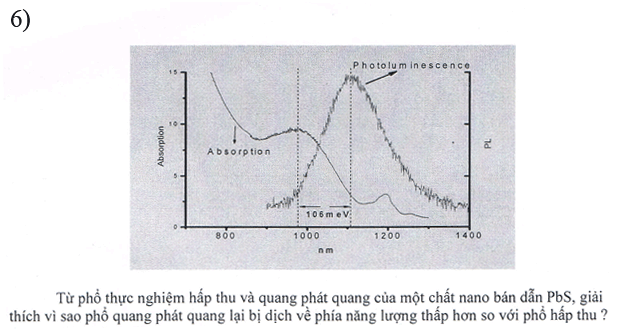 6)
Photoluminescence
15
10
5
0
Absorption
Absorption
PL
106meV
800 1000 1200 1400
nm
Từ phổ thực nghiệm hấp thu và quang phát quang của một chất nano bán dẫn PbS, giải
thích vì sao phổ quang phát quang lại bị dịch về phía năng lượng thấp hơn so với phổ hấp thu ?